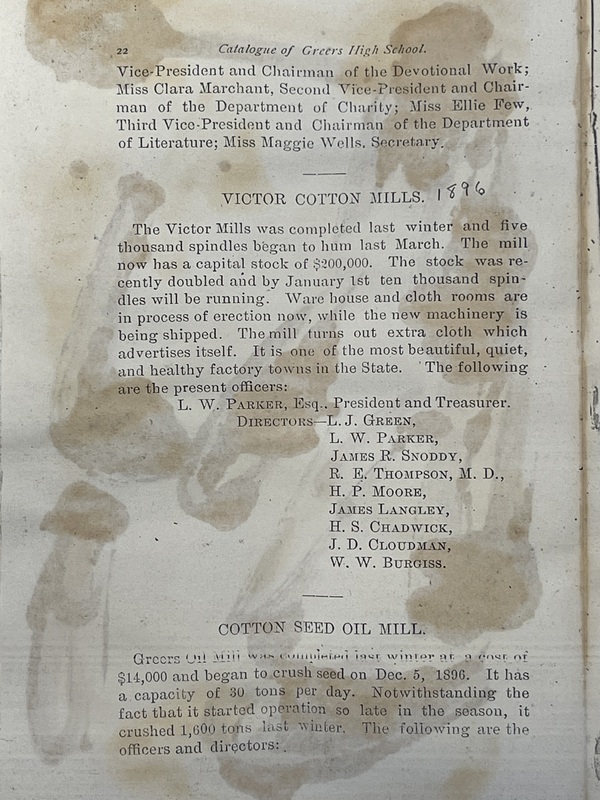 22 Catalogue of Greers High School.
Vice-President and Chairman of the Devotional Work;
Miss Clara Marchant, Second Vice-President and Chair-
man of the Department of Charity; Miss Ellie Few,
Third Vice-President and Chairman of the Department
of Literature; Miss Maggie Wells, Secretary.
VICTOR COTTON MILLS. 1896
The Victor Mills was completed last winter and five
thousand spindles began to hum last March. The mill
now has a capital stock of $200,000. The stock was re-
cently doubled and by January 1st ten thousand spin-
dles will be running. Ware house and cloth rooms are
in process of erection now, while the new machinery is
being shipped. The mill turns out extra cloth which
advertises itself. It is one of the most beautiful, quiet,
and healthy factory towns in the State. The following
are the present officers:
L. W. PARKER, Esq., President and Treasurer.
DIRECTORS—L. J. GREEN,
L. W. PARKER,
JAMES R. SNODDY,
R. E. THOMPSON, M. D.,
H. P. MOORE,
JAMES LANGLEY,
H. S. CHADWICK,
J. D. CLOUDMAN,
W. W. BURGISS.
COTTON SEED OIL MILL.
Greers Oil Mill was completed last winter at a cost of
$14,000 and began to crush seed on Dec. 5, 1896. It has
a capacity of 30 tons per day. Notwithstanding the
fact that it started operation so late in the season, it
crushed 1,600 tons last winter. The following are the
officers and directors: